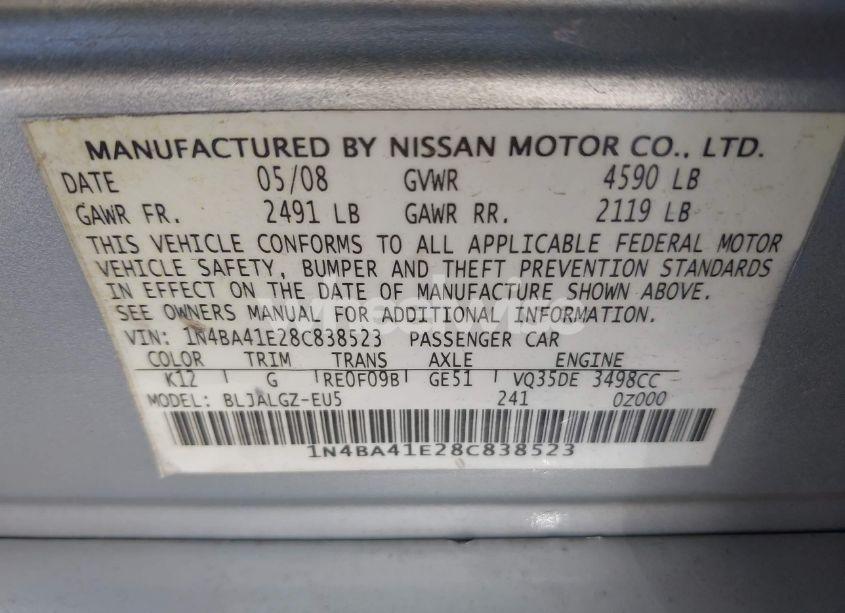 MANUFACTURED BY NISSAN MOTOR CO., LTD.
DATE 05/08 GVWR 4590 LB
GAWR FR. 2491 LB GAWR RR. 2119 LB
THIS VEHICLE CONFORMS TO ALL APPLICABLE FEDERAL MOTOR
VEHICLE SAFETY, BUMPER AND THEFT PREVENTION STANDARDS
IN EFFECT ON THE DATE OF MANUFACTURE SHOWN ABOVE.
SEE OWNERS MANUAL FOR ADDITIONAL INFORMATION.
VIN: 1N4BA41E28C838523 PASSENGER CAR
COLOR TRIM TRANS AXLE ENGINE
K12 G RE0F09B GE51 VQ35DE 3498CC
MODEL: BLJALGZ-EU5 241 0Z000
1N4BA41E28C838523